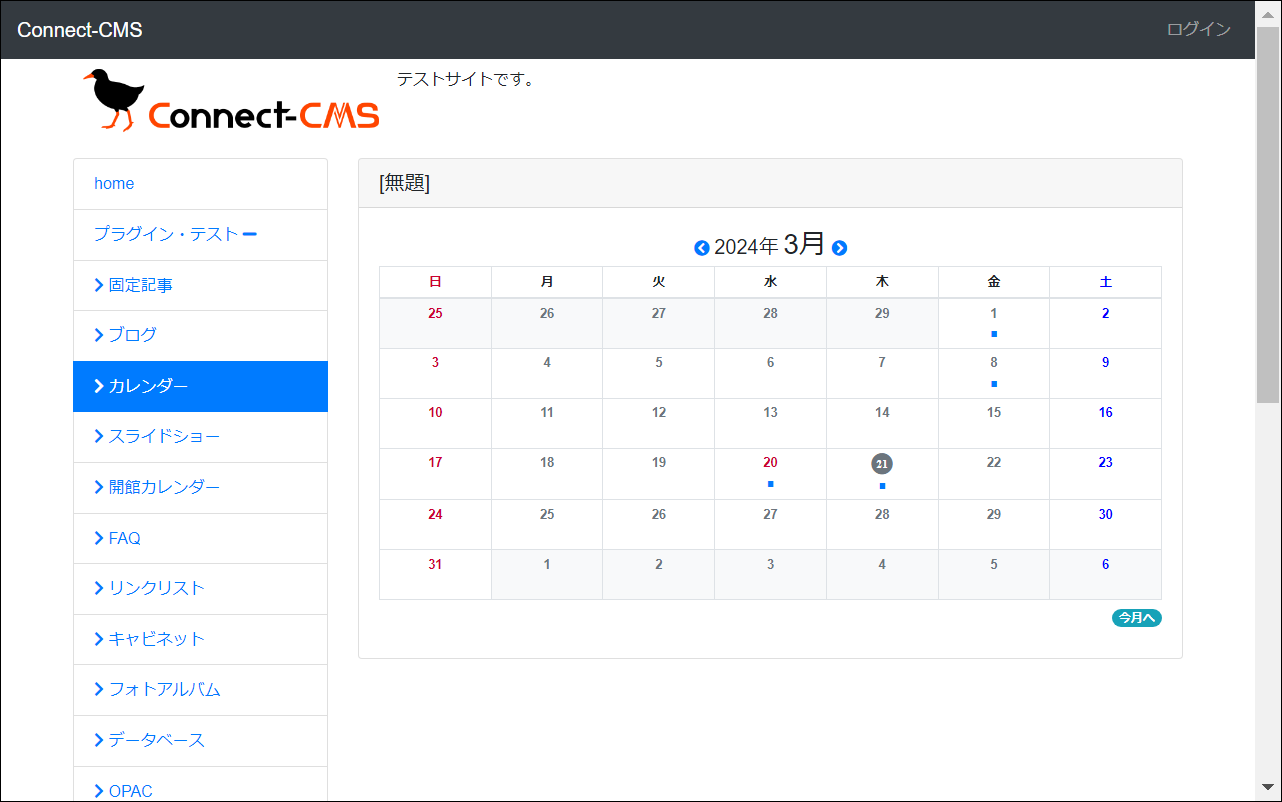 Connect-CMS
ログイン
Connect-CMS
テストサイトです。
home
プラグイン・テスト
固定記事
ブログ
カレンダー
スライドショー
開館カレンダー
FAQ
リンクリスト
キャビネット
フォトアルバム
データベース
OPAC
[無題]
2024年 3月
日 月 火 水 木 金 土
25 26 27 28 29 1 2
3 4 5 6 7 8 9
10 11 12 13 14 15 16
17 18 19 20 21 22 23
24 25 26 27 28 29 30
31 1 2 3 4 5 6
今月へ